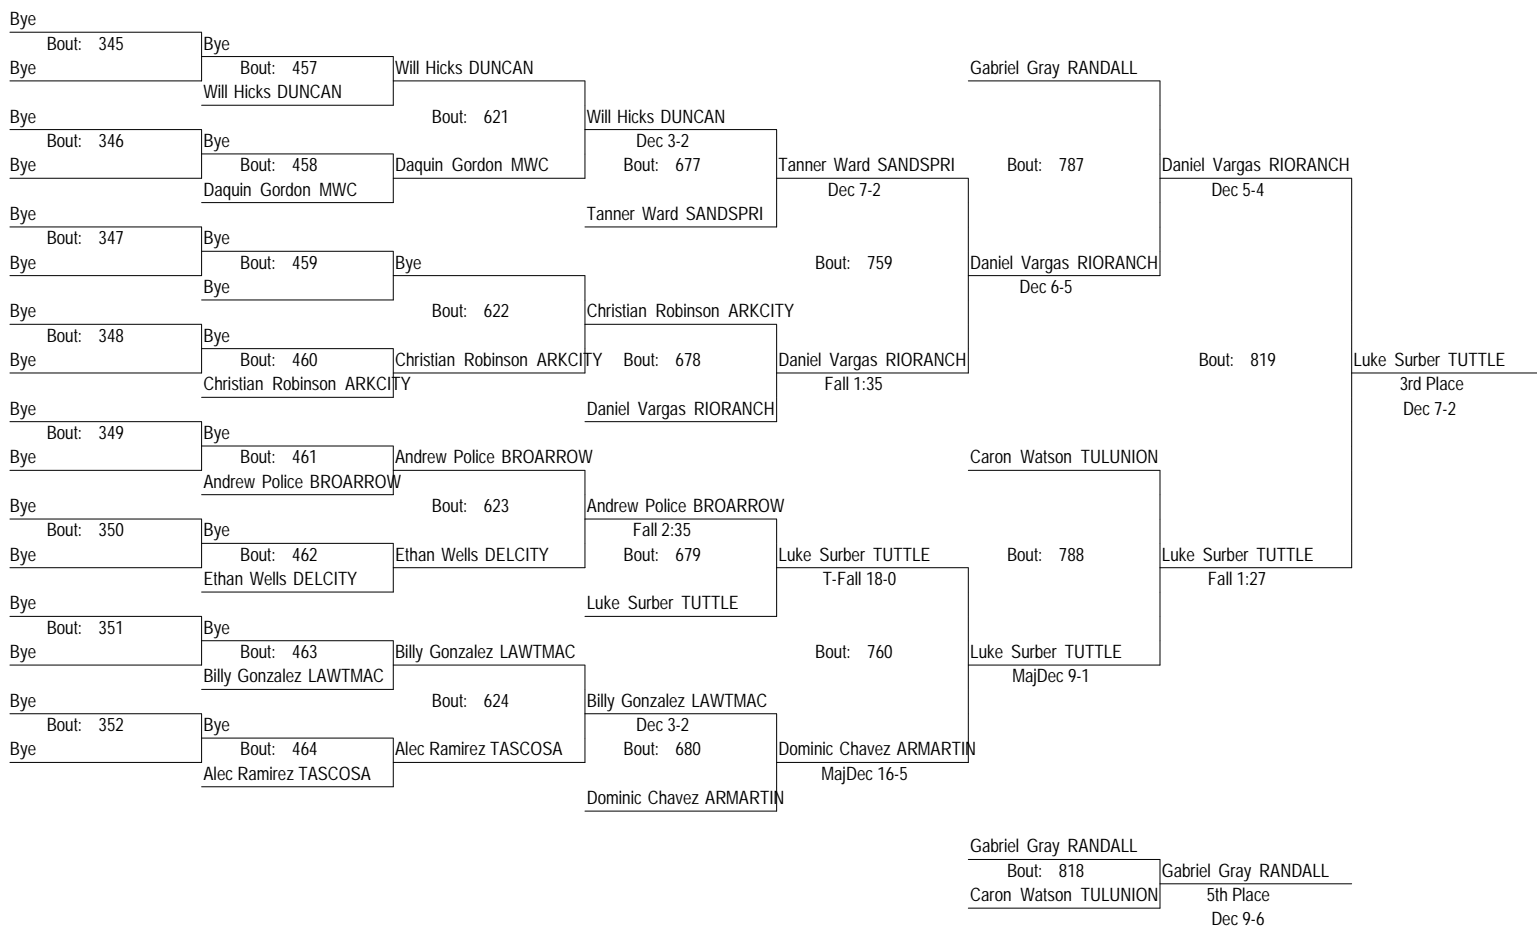 Bye
Bout: 345
Bye
Bye
Bout: 457
Will Hicks DUNCAN
Will Hicks DUNCAN
Gabriel Gray RANDALL
Bye
Bout: 621
Will Hicks DUNCAN
Bout: 346
Bye
Dec 3-2
Bye
Bout: 458
Daquin Gordon MWC
Bout: 677
Tanner Ward SANDSPRI
Bout: 787
Daniel Vargas RIORANCH
Daquin Gordon MWC
Dec 7-2
Dec 5-4
Bye
Tanner Ward SANDSPRI
Bout: 347
Bye
Bye
Bout: 459
Bye
Bout: 759
Daniel Vargas RIORANCH
Bye
Dec 6-5
Bye
Bout: 622
Christian Robinson ARKCITY
Bout: 348
Bye
Bye
Bout: 460
Christian Robinson ARKCITY
Bout: 678
Daniel Vargas RIORANCH
Bout: 819
Luke Surber TUTTLE
Christian Robinson ARKCITY
Fall 1:35
3rd Place
Bye
Daniel Vargas RIORANCH
Dec 7-2
Bout: 349
Bye
Bye
Bout: 461
Andrew Police BROARROW
Caron Watson TULUNION
Andrew Police BROARROW
Bye
Bout: 623
Andrew Police BROARROW
Bout: 350
Bye
Fall 2:35
Bye
Bout: 462
Ethan Wells DELCITY
Bout: 679
Luke Surber TUTTLE
Bout: 788
Luke Surber TUTTLE
Ethan Wells DELCITY
T-Fall 18-0
Fall 1:27
Bye
Luke Surber TUTTLE
Bout: 351
Bye
Bye
Bout: 463
Billy Gonzalez LAWTMAC
Bout: 760
Luke Surber TUTTLE
Billy Gonzalez LAWTMAC
MajDec 9-1
Bye
Bout: 624
Billy Gonzalez LAWTMAC
Bout: 352
Bye
Dec 3-2
Bye
Bout: 464
Alec Ramirez TASCOSA
Bout: 680
Dominic Chavez ARMARTIN
Alec Ramirez TASCOSA
MajDec 16-5
Dominic Chavez ARMARTIN
Gabriel Gray RANDALL
Bout: 818
Gabriel Gray RANDALL
Caron Watson TULUNION
5th Place
Dec 9-6